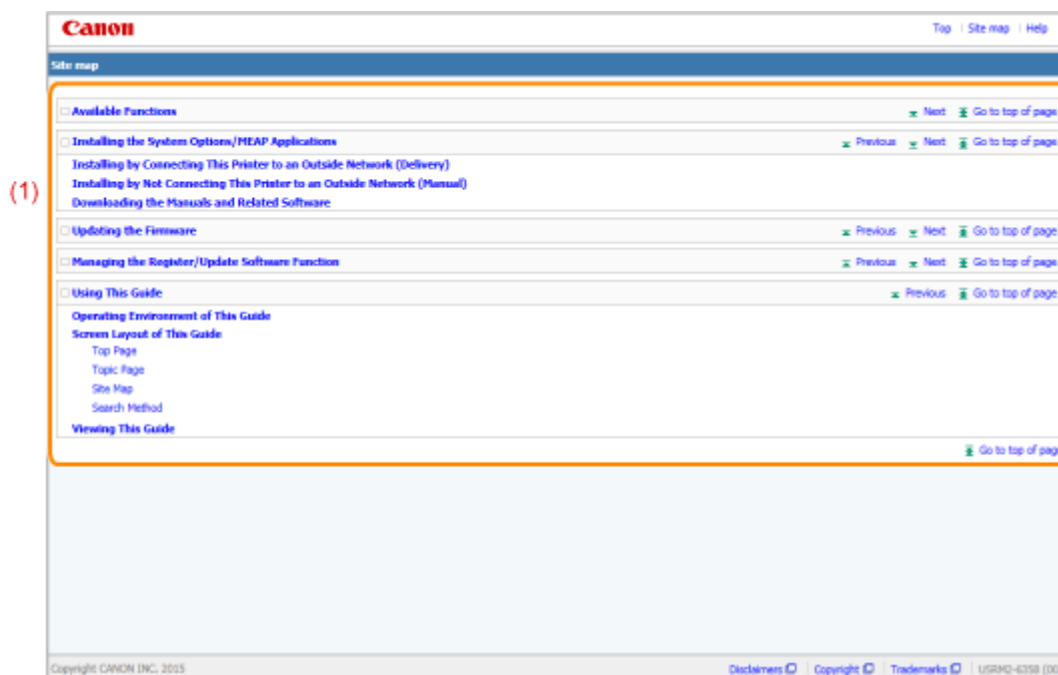 Canon
Top Site map Help
Site map
Available Functions Next Go to top of page
Installing the System Options/MEAP Applications Previous Next Go to top of page
Installing by Connecting This Printer to an Outside Network (Delivery)
Installing by Not Connecting This Printer to an Outside Network (Manual)
(1)
Downloading the Manuals and Related Software
Updating the Firmware Previous Next Go to top of page
Managing the Register/Update Software Function Previous Next Go to top of page
Using This Guide Previous Go to top of page
Operating Environment of This Guide
Screen Layout of This Guide
Top Page
Topic Page
Site Map
Search Method
Viewing This Guide
Go to top of page
Copyright CANON INC. 2015 Disclaimers Copyright Trademarks USRM2-6358 (00